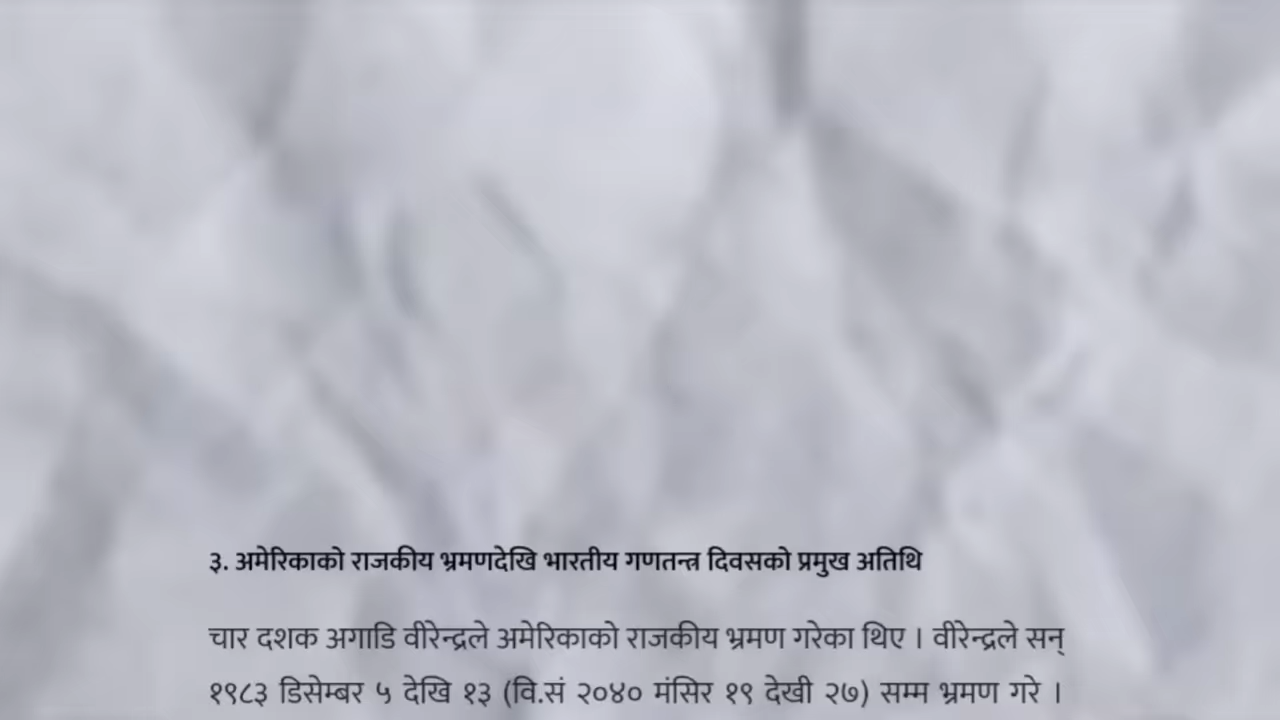 ३. अमेरिकाको राजकीय भ्रमणदेखि भारतीय गणतन्त्र दिवसको प्रमुख अतिथि
चार दशक अगाडि वीरेन्द्रले अमेरिकाको राजकीय भ्रमण गरेका थिए । वीरेन्द्रले सन्
१९८३ डिसेम्बर ५ देखि १३ (वि.सं २०४० मंसिर १९ देखी २७) सम्म भ्रमण गरे ।